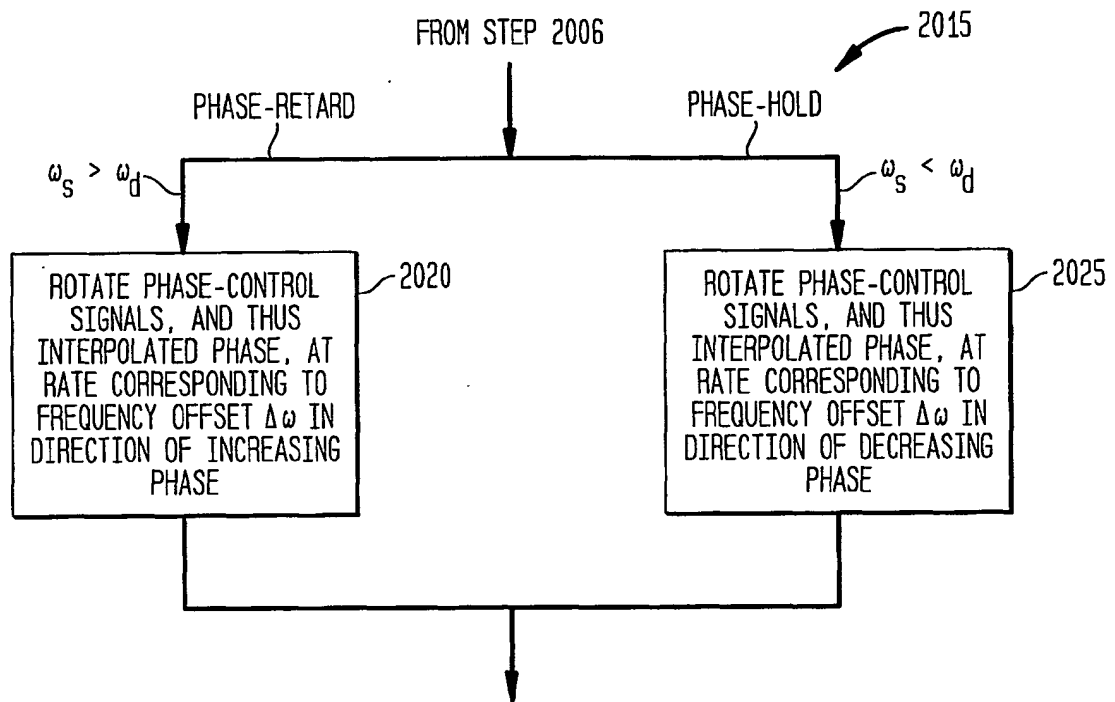 FROM STEP 2006
2015
PHASE-RETARD
PHASE-HOLD
ωs > ωd
ωs < ωd
ROTATE PHASE-CONTROL
SIGNALS, AND THUS
INTERPOLATED PHASE, AT
RATE CORRESPONDING TO
FREQUENCY OFFSET Δω IN
DIRECTION OF INCREASING
PHASE
2020
ROTATE PHASE-CONTROL
SIGNALS, AND THUS
INTERPOLATED PHASE, AT
RATE CORRESPONDING TO
FREQUENCY OFFSET Δω IN
DIRECTION OF DECREASING
PHASE
2025